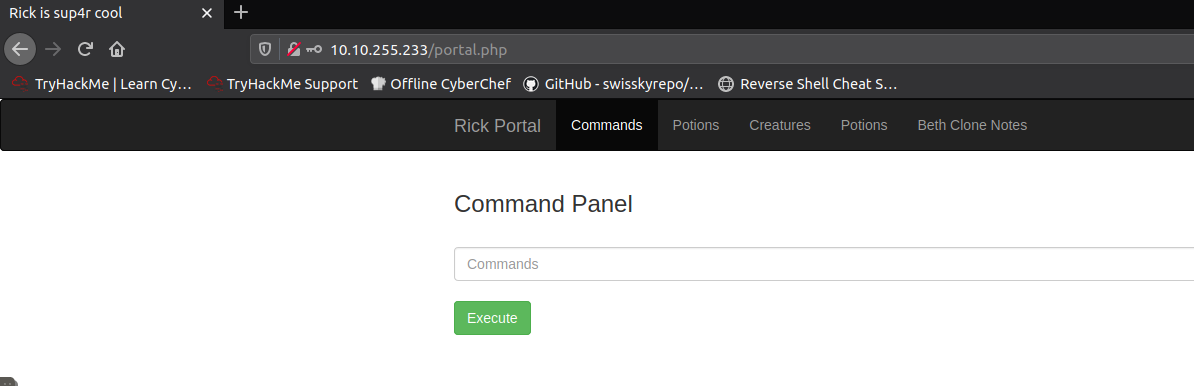 Rick is sup4r cool
10.10.255.233/portal.php
TryHackMe | Learn Cy… TryHackMe Support Offline CyberChef GitHub - swisskyrepo/… Reverse Shell Cheat S…
Rick Portal Commands Potions Creatures Potions Beth Clone Notes
Command Panel
Commands
Execute